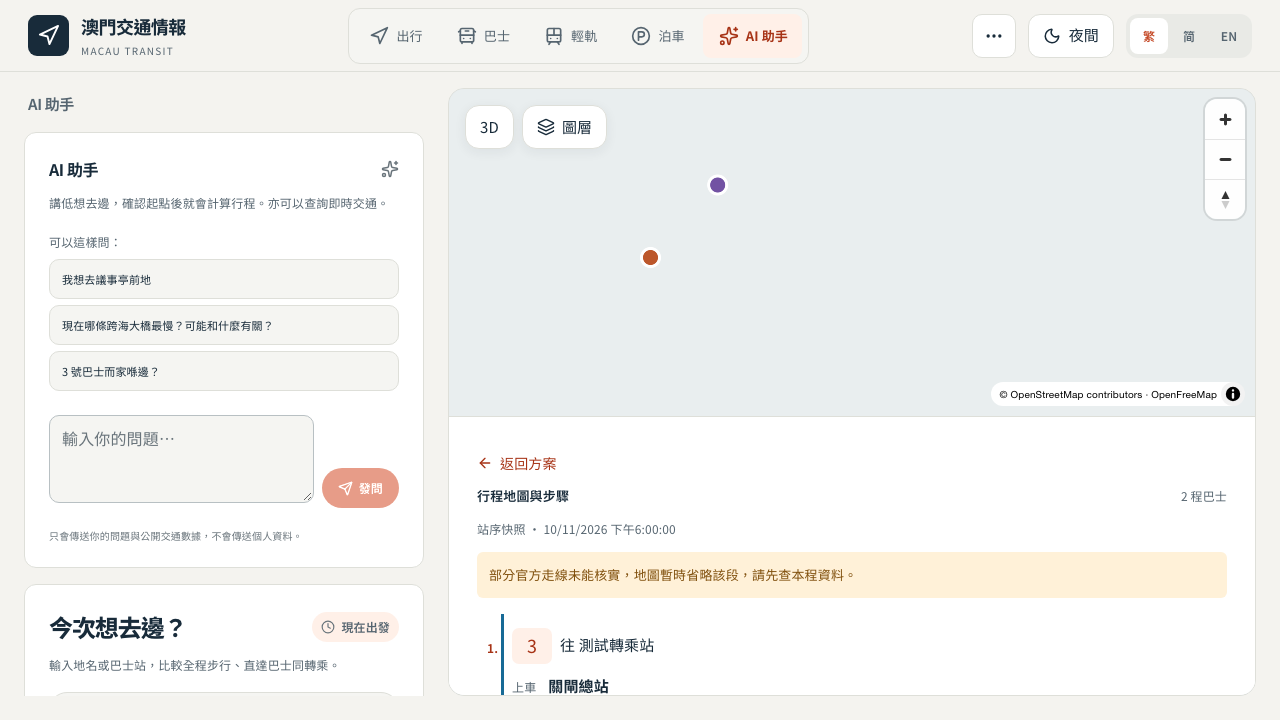 澳門交通情報
MACAU TRANSIT
出行
巴士
輕軌
泊車
AI 助手
夜間
繁
简
EN
AI 助手
AI 助手
講低想去邊，確認起點後就會計算行程。亦可以查詢即時交通。
可以這樣問：
我想去議事亭前地
現在哪條跨海大橋最慢？可能和什麼有關？
3 號巴士而家喺邊？
輸入你的問題⋯
發問
只會傳送你的問題與公開交通數據，不會傳送個人資料。
今次想去邊？
現在出發
輸入地名或巴士站，比較全程步行、直達巴士同轉乘。
3D
圖層
© OpenStreetMap contributors · OpenFreeMap
返回方案
行程地圖與步驟
2 程巴士
站序快照 · 10/11/2026 下午6:00:00
部分官方走線未能核實，地圖暫時省略該段，請先查本程資料。
1.
3
往 測試轉乘站
上車 關閘總站